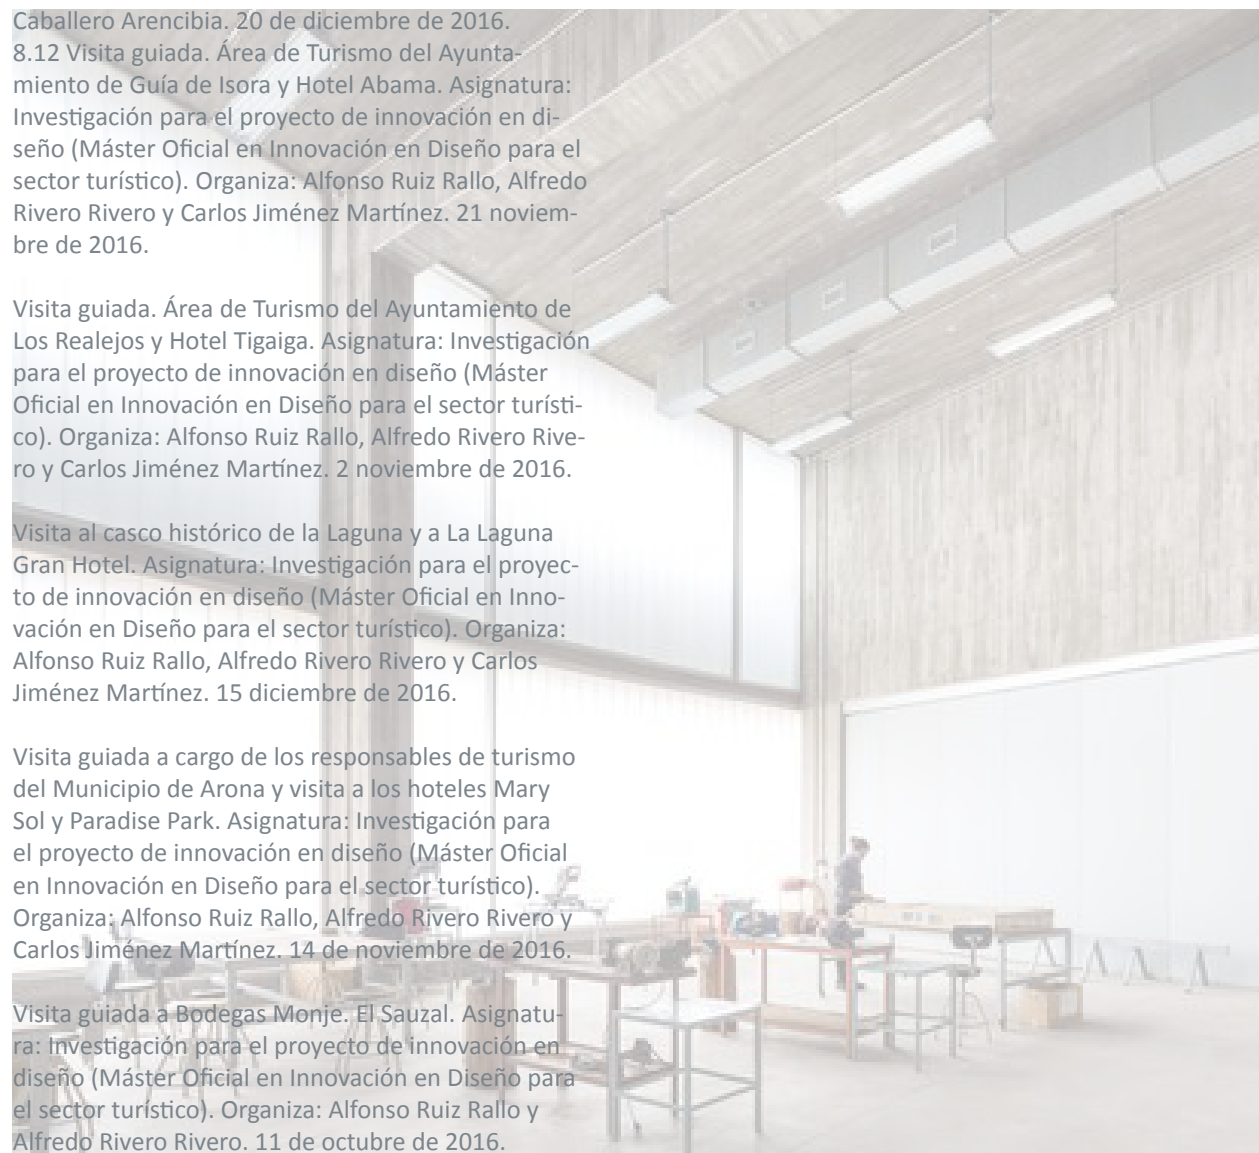 Caballero Arencibia. 20 de diciembre de 2016.
8.12 Visita guiada. Área de Turismo del Ayunta-
miento de Guía de Isora y Hotel Abama. Asignatura:
Investigación para el proyecto de innovación en di-
seño (Máster Oficial en Innovación en Diseño para el
sector turístico). Organiza: Alfonso Ruiz Rallo, Alfredo
Rivero Rivero y Carlos Jiménez Martínez. 21 noviem-
bre de 2016.
Visita guiada. Área de Turismo del Ayuntamiento de
Los Realejos y Hotel Tigaiga. Asignatura: Investigación
para el proyecto de innovación en diseño (Máster
Oficial en Innovación en Diseño para el sector turísti-
co). Organiza: Alfonso Ruiz Rallo, Alfredo Rivero Rive-
ro y Carlos Jiménez Martínez. 2 noviembre de 2016.
Visita al casco histórico de la Laguna y a La Laguna
Gran Hotel. Asignatura: Investigación para el proyec-
to de innovación en diseño (Máster Oficial en Inno-
vación en Diseño para el sector turístico). Organiza:
Alfonso Ruiz Rallo, Alfredo Rivero Rivero y Carlos
Jiménez Martínez. 15 diciembre de 2016.
Visita guiada a cargo de los responsables de turismo
del Municipio de Arona y visita a los hoteles Mary
Sol y Paradise Park. Asignatura: Investigación para
el proyecto de innovación en diseño (Máster Oficial
en Innovación en Diseño para el sector turístico).
Organiza: Alfonso Ruiz Rallo, Alfredo Rivero Rivero y
Carlos Jiménez Martínez. 14 de noviembre de 2016.
Visita guiada a Bodegas Monje. El Sauzal. Asignatu-
ra: Investigación para el proyecto de innovación en
diseño (Máster Oficial en Innovación en Diseño para
el sector turístico). Organiza: Alfonso Ruiz Rallo y
Alfredo Rivero Rivero. 11 de octubre de 2016.